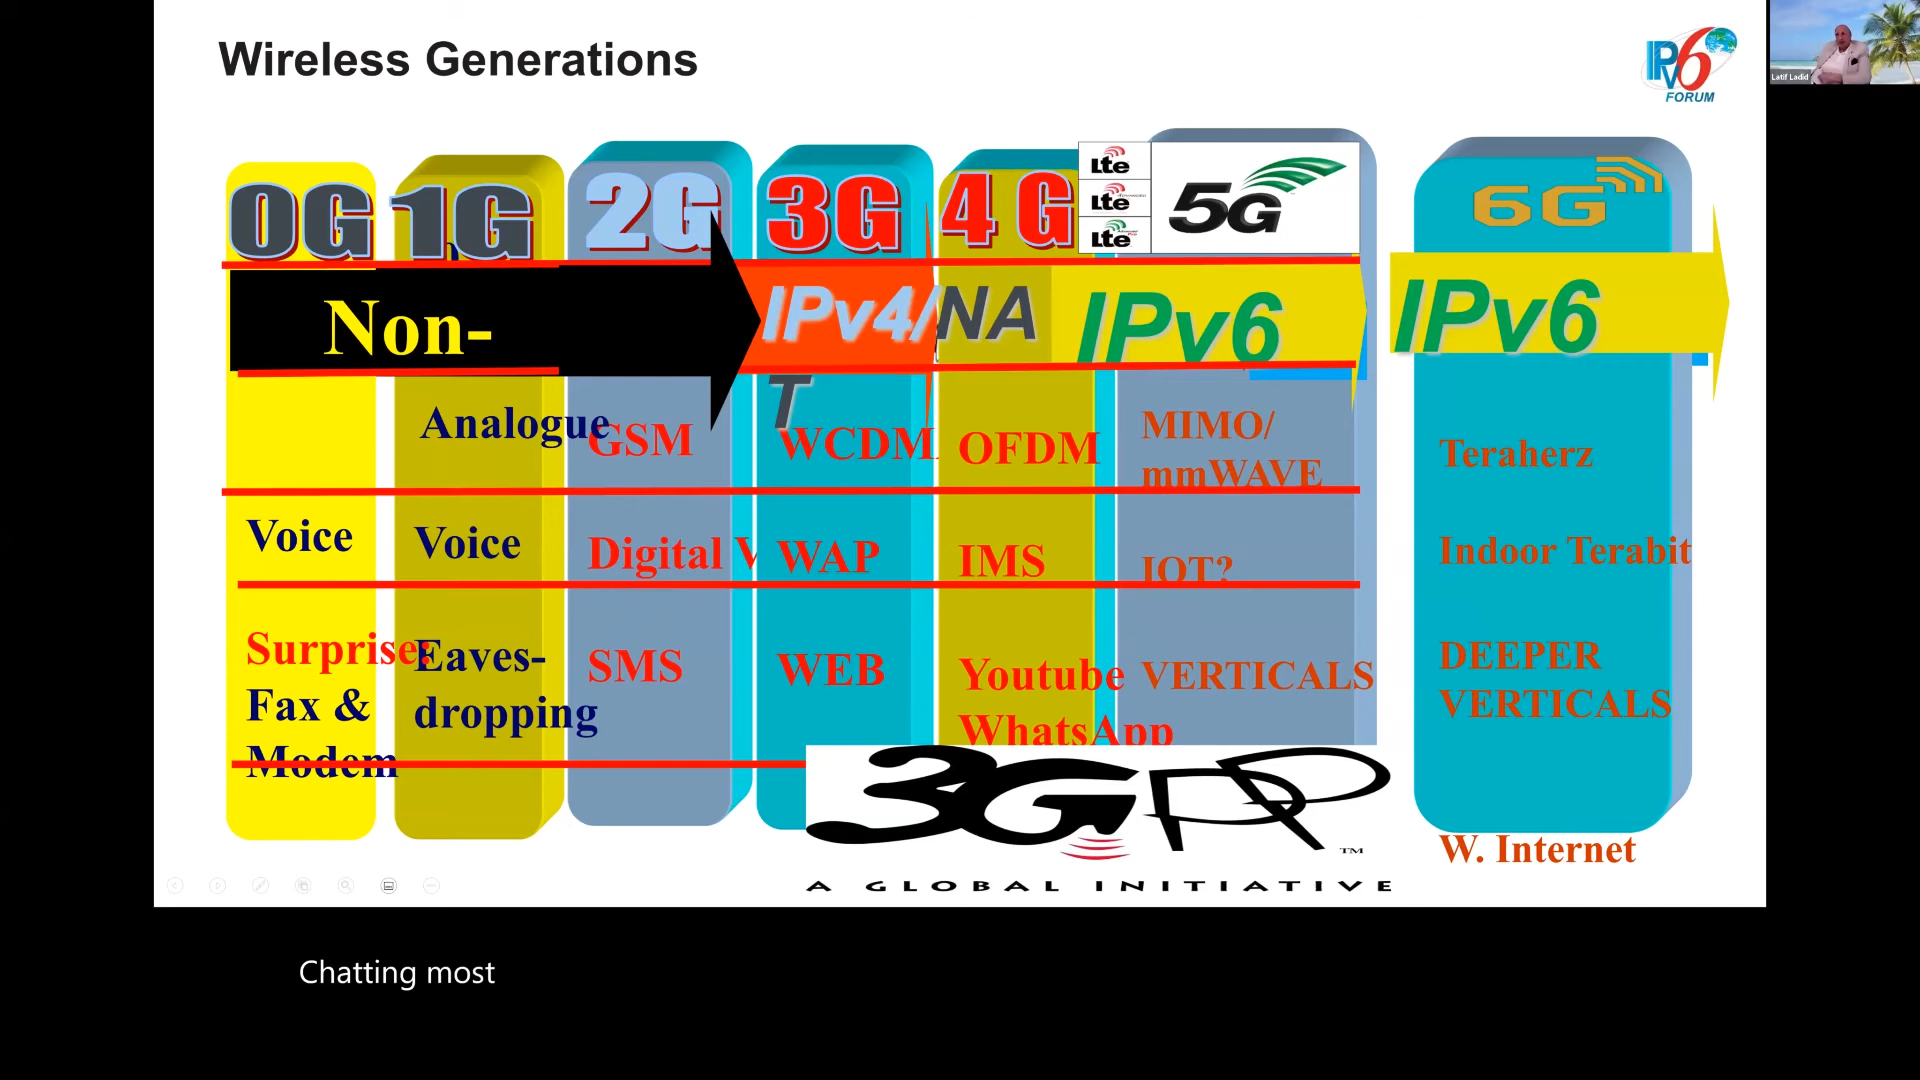 Wireless Generations
IPv6
FORUM
Latif Ladid
0G
1G
2G
3G
4 G
Lte
Lte
Lte
5G
6G
Non-
IPv4/NA
T
IPv6
IPv6
Analogue
GSM
WCDM
OFDM
MIMO/
mmWAVE
Teraherz
Voice
Voice
Digital V
WAP
IMS
IOT?
Indoor Terabit
Surprise:
Fax &
Modem
Eaves-
dropping
SMS
WEB
Youtube
WhatsApp
VERTICALS
DEEPER
VERTICALS
W. Internet
3GPP
TM
A GLOBAL INITIATIVE
Chatting most